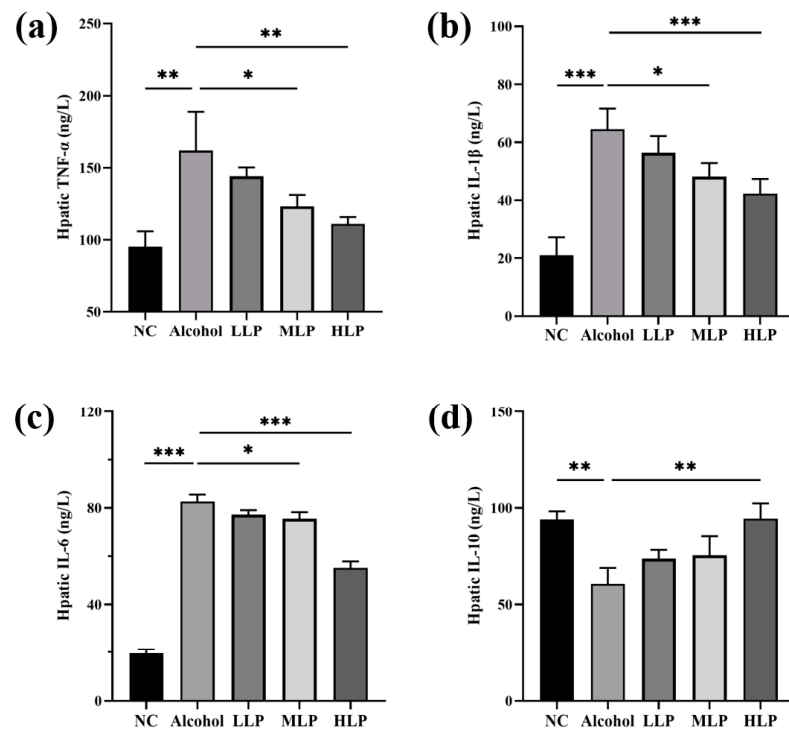 (a)
Hpatic TNF-α (ng/L)
250
200
150
100
50
**
**
*
NC Alcohol LLP MLP HLP
(b)
Hpatic IL-1β (ng/L)
100
80
60
40
20
0
***
***
*
NC Alcohol LLP MLP HLP
(c)
Hpatic IL-6 (ng/L)
120
80
40
0
***
***
*
NC Alcohol LLP MLP HLP
(d)
Hpatic IL-10 (ng/L)
150
100
50
0
**
**
NC Alcohol LLP MLP HLP